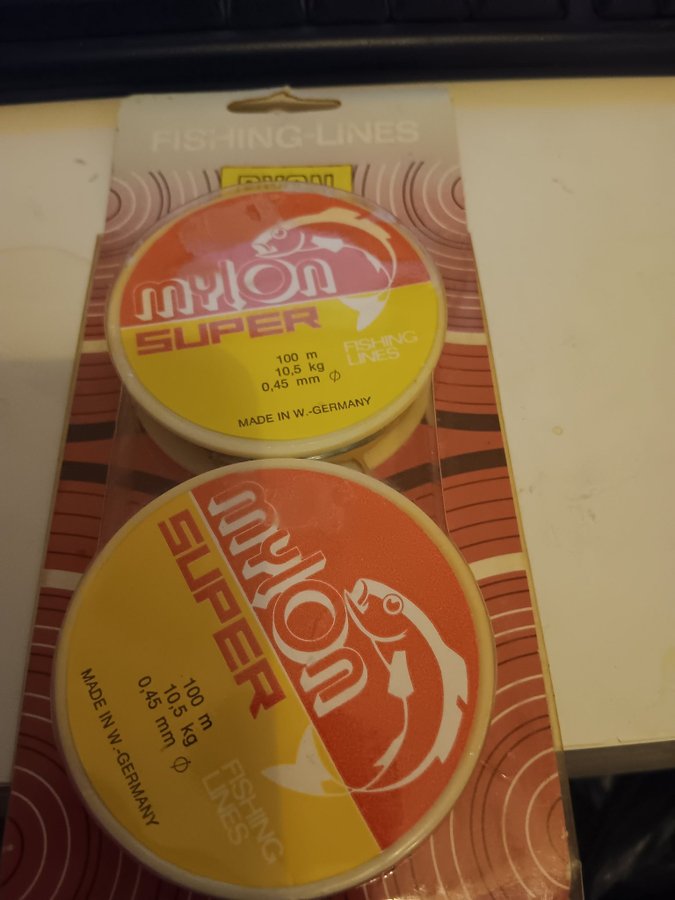 FISHING-LINES
mylon
SUPER
FISHING
LINES
100 m
10,5 kg
0,45 mm Ø
MADE IN W.-GERMANY
mylon
SUPER
100 m
10,5 kg
0,45 mm Ø
MADE IN W.-GERMANY
FISHING
LINES